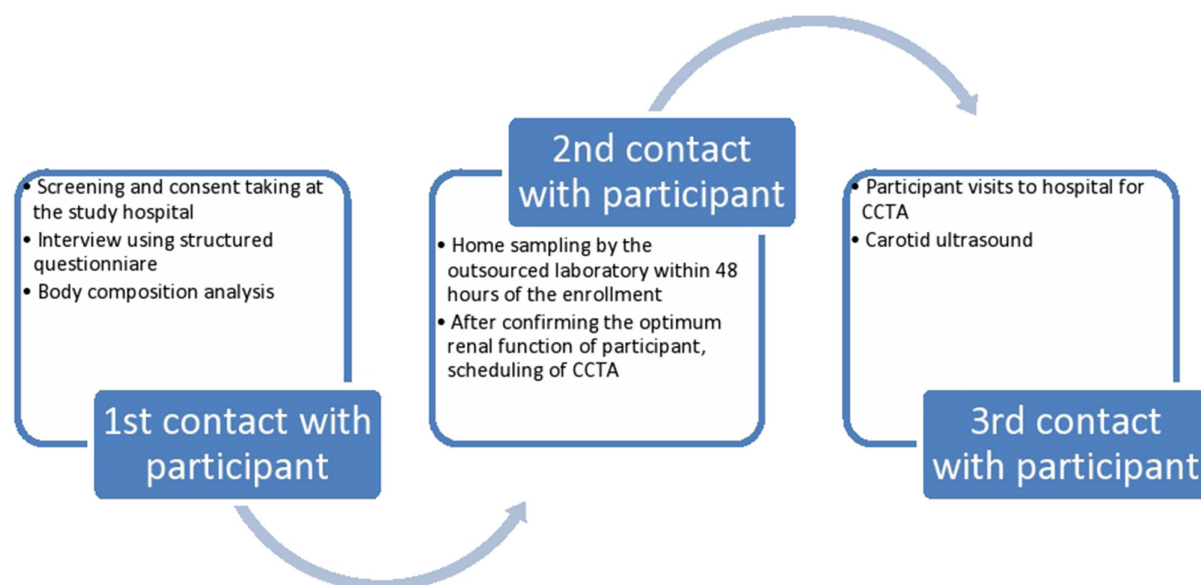 • Screening and consent taking at
the study hospital
• Interview using structured
questionniare
• Body composition analysis
1st contact with
participant
2nd contact
with participant
• Home sampling by the
outsourced laboratory within 48
hours of the enrollment
• After confirming the optimum
renal function of participant,
scheduling of CCTA
• Participant visits to hospital for
CCTA
• Carotid ultrasound
3rd contact
with participant